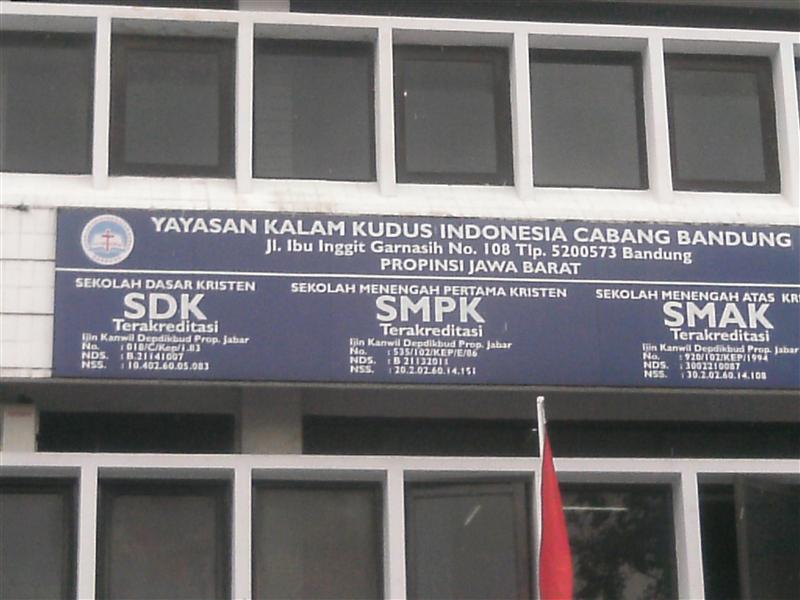 YAYASAN KALAM KUDUS INDONESIA CABANG BANDUNG
Jl. Ibu Inggit Garnasih No. 108 Tlp. 5200573 Bandung
PROPINSI JAWA BARAT
SEKOLAH DASAR KRISTEN
SDK
Terakreditasi
Ijin Kanwil Depdikbud Prop. Jabar
No. : 018/C/Kep/I.83
NDS. : B.21141007
NSS. : 10.402.60.05.083
SEKOLAH MENENGAH PERTAMA KRISTEN
SMPK
Terakreditasi
Ijin Kanwil Depdikbud Prop. Jabar
No. : 535/102/KEP/E/86
NDS. : B 21132011
NSS. : 20.2.02.60.14.151
SEKOLAH MENENGAH ATAS KRI
SMAK
Terakreditasi
Ijin Kanwil Depdikbud Prop. Jabar
No. : 920/102/KEP/1994
NDS. : 3002210087
NSS. : 30.2.02.60.14.108